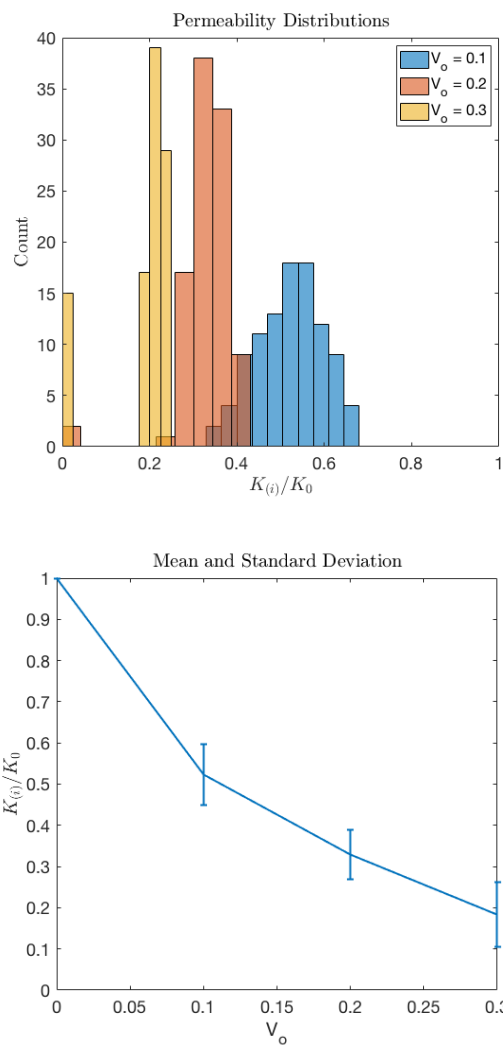 Permeability Distributions
40
35
30
25
20
15
10
5
0
Count
V_o = 0.1
V_o = 0.2
V_o = 0.3
0 0.2 0.4 0.6 0.8 1
K_(i)/K_0
Mean and Standard Deviation
1
0.9
0.8
0.7
0.6
0.5
0.4
0.3
0.2
0.1
0
K_(i)/K_0
0 0.05 0.1 0.15 0.2 0.25 0.3
V_o